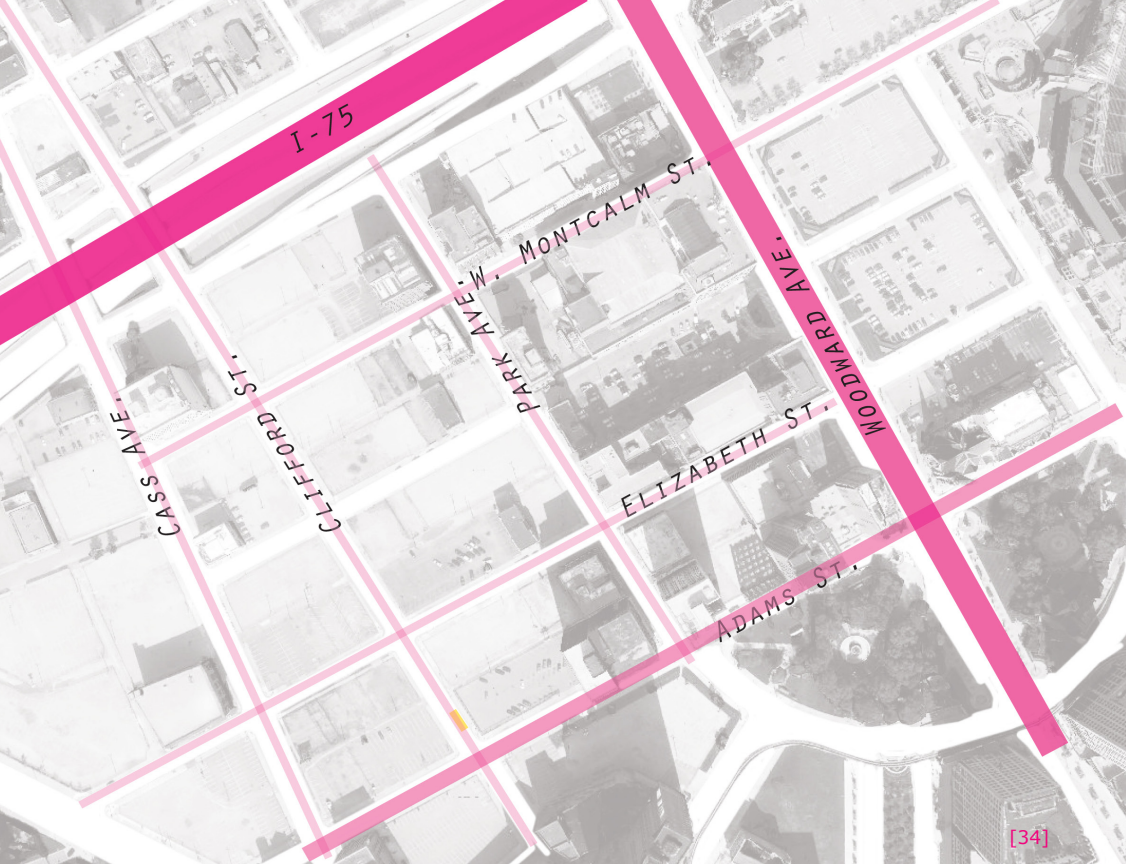 I-75
W. MONTCALM ST.
PARK AVE.
WOODWARD AVE.
CLIFFORD ST.
CASS AVE.
ELIZABETH ST.
ADAMS ST.
[34]